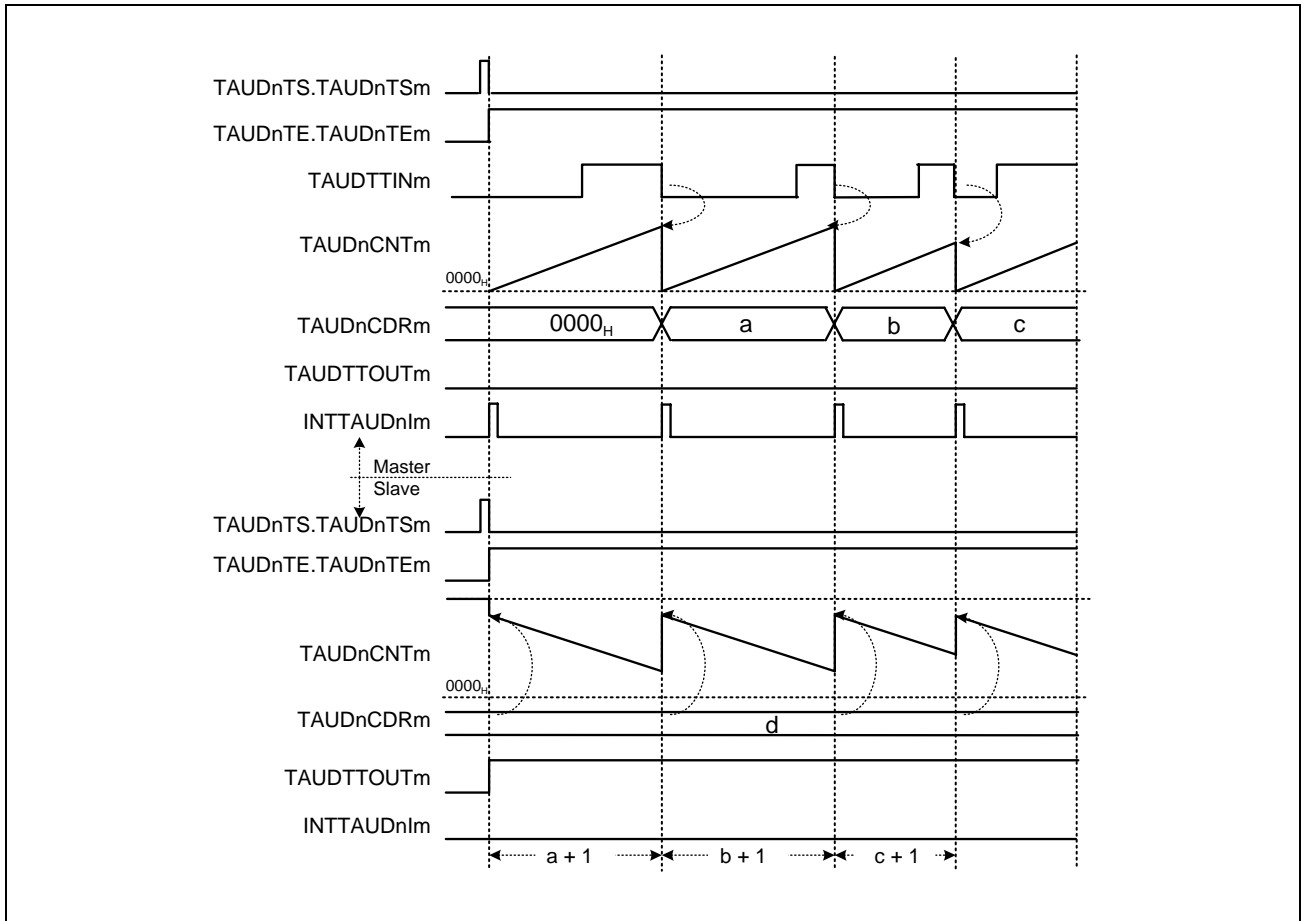 TAUDnTS.TAUDnTSm
TAUDnTE.TAUDnTEm
TAUDTTINm
TAUDnCNTm
0000H
TAUDnCDRm
0000H a b c
TAUDTTOUTm
INTTAUDnIm
Master
Slave
TAUDnTS.TAUDnTSm
TAUDnTE.TAUDnTEm
TAUDnCNTm
0000H
TAUDnCDRm
d
TAUDTTOUTm
INTTAUDnIm
a + 1 b + 1 c + 1